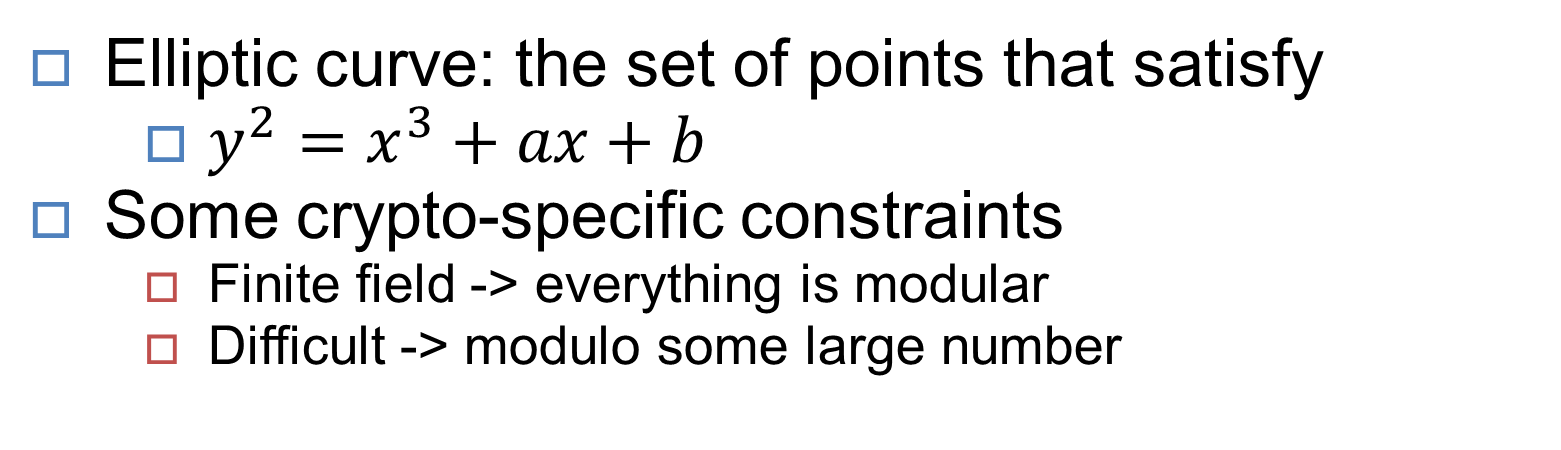 Elliptic curve: the set of points that satisfy
y² = x³ + ax + b
Some crypto-specific constraints
Finite field -> everything is modular
Difficult -> modulo some large number